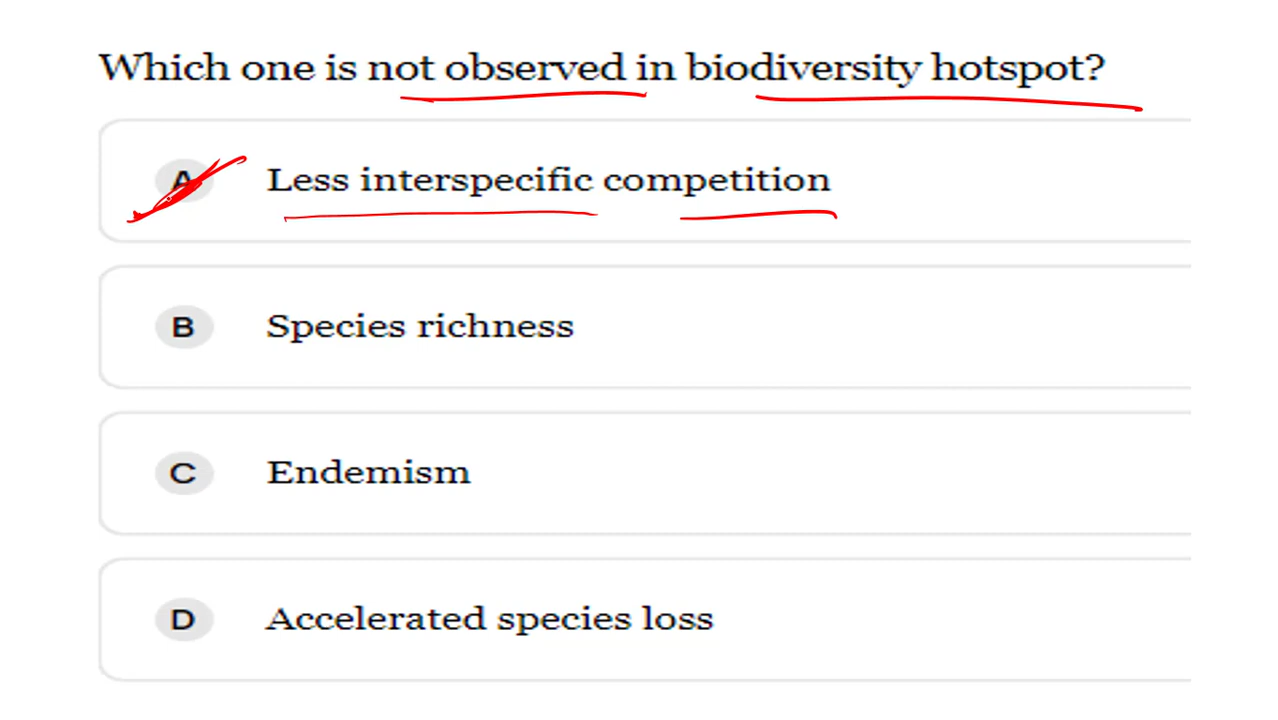 Which one is not observed in biodiversity hotspot?
A Less interspecific competition
B Species richness
C Endemism
D Accelerated species loss